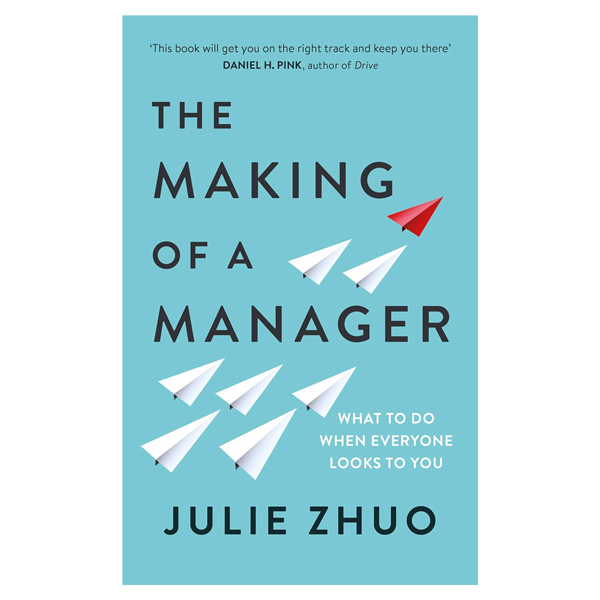 ‘This book will get you on the right track and keep you there’
DANIEL H. PINK, author of Drive
THE
MAKING
OF A
MANAGER
WHAT TO DO
WHEN EVERYONE
LOOKS TO YOU
JULIE ZHUO